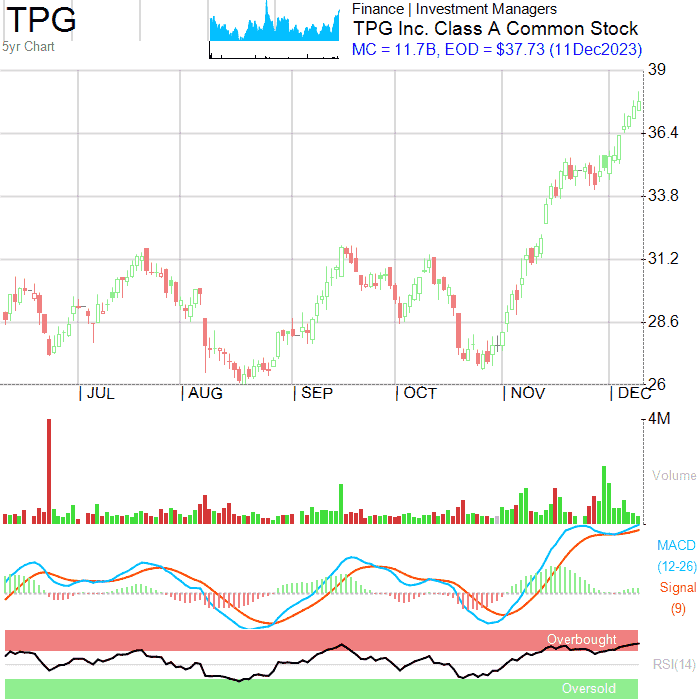 TPG
5yr Chart
Finance | Investment Managers
TPG Inc. Class A Common Stock
MC = 11.7B, EOD = $37.73 (11Dec2023)
39
36.4
33.8
31.2
28.6
26
JUL AUG SEP OCT NOV DEC
4M
Volume
MACD
(12-26)
Signal
(9)
Overbought
RSI(14)
Oversold